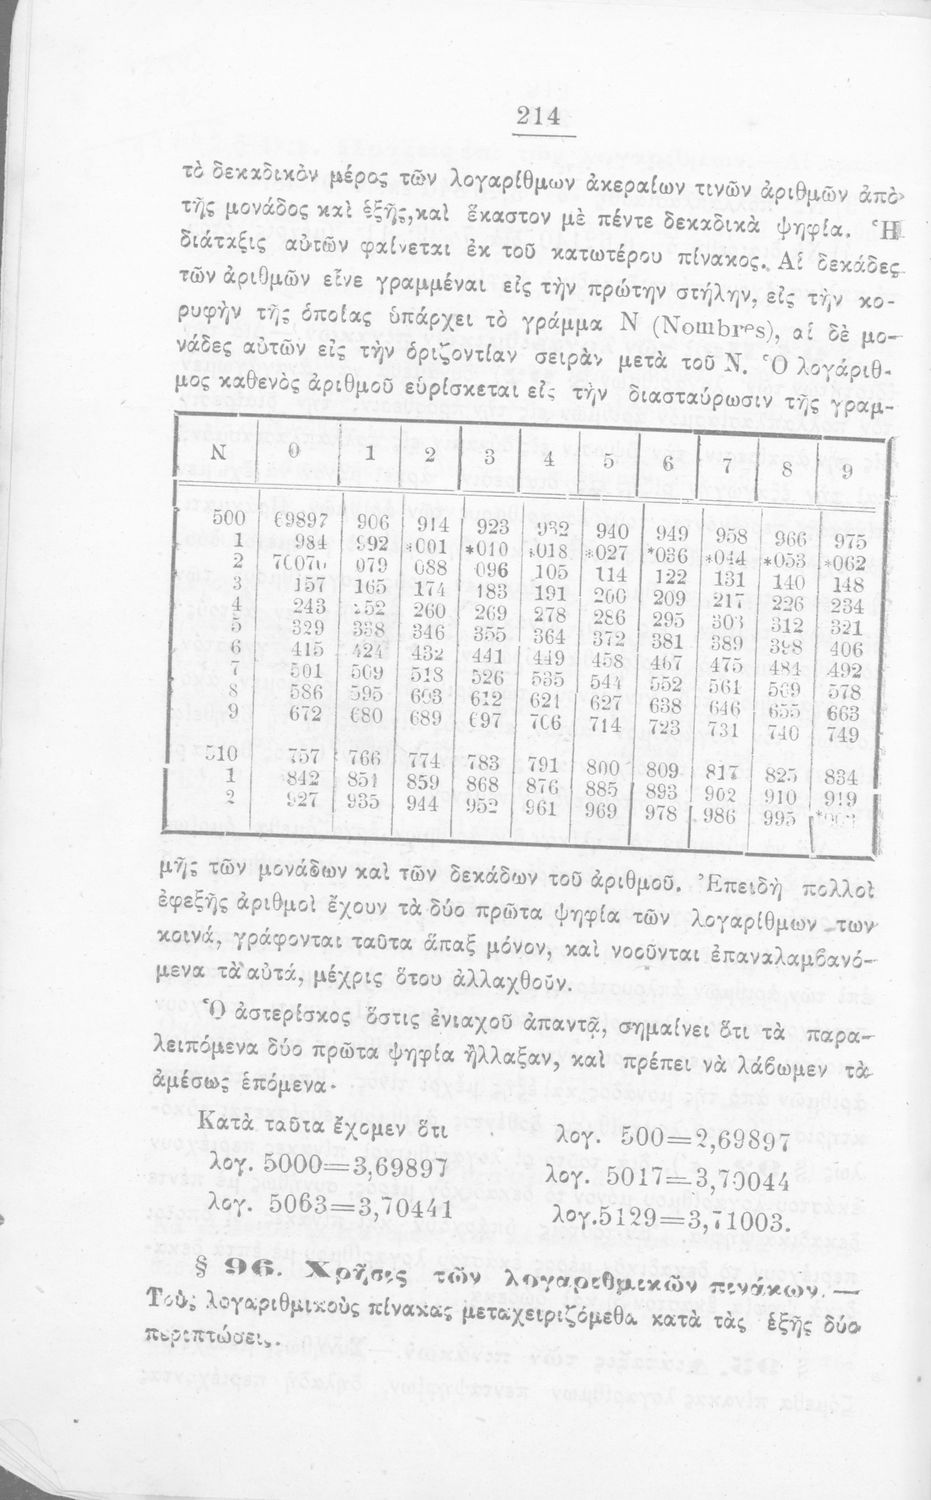 214
τὸ δεκαδικὸν μέρος τῶν λογαρίθμων ἀκεραίων τινῶν ἀριθμῶν ἀπὸ
τῆς μονάδος καὶ ἑξῆς, καὶ ἕκαστον μὲ πέντε δεκαδικὰ ψηφία. Ἡ
διάταξις αὐτῶν φαίνεται ἐκ τοῦ κατωτέρου πίνακος. Αἱ δεκάδες
τῶν ἀριθμῶν εἶνε γραμμέναι εἰς τὴν πρώτην στήλην, εἰς τὴν κο-
ρυφὴν τῆς ὁποίας ὑπάρχει τὸ γράμμα N (Nombres), αἱ δὲ μο-
νάδες αὐτῶν εἰς τὴν ὁριζοντίαν σειρὰν μετὰ τοῦ N. Ὁ λογάριθ-
μος καθενὸς ἀριθμοῦ εὑρίσκεται εἰς τὴν διασταύρωσιν τῆς γραμ-
N 0 1 2 3 4 5 6 7 8 9
500 69897 906 914 923 932 940 949 958 966 975
1 984 992 *001 *010 *018 *027 *036 *044 *053 *062
2 70070 079 088 096 105 114 122 131 140 148
3 157 165 174 183 191 200 209 217 226 234
4 243 252 260 269 278 286 295 303 312 321
5 329 338 346 355 364 372 381 389 398 406
6 415 424 432 441 449 458 467 475 484 492
7 501 509 518 526 535 544 552 561 569 578
8 586 595 603 612 621 627 638 646 655 663
9 672 680 689 697 706 714 723 731 740 749
510 757 766 774 783 791 800 809 817 825 834
1 842 851 859 868 876 885 893 902 910 919
2 927 935 944 952 961 969 978 986 995 *003
μῆς τῶν μονάδων καὶ τῶν δεκάδων τοῦ ἀριθμοῦ. Ἐπειδὴ πολλοὶ
ἐφεξῆς ἀριθμοὶ ἔχουν τὰ δύο πρῶτα ψηφία τῶν λογαρίθμων των
κοινά, γράφονται ταῦτα ἅπαξ μόνον, καὶ νοοῦνται ἐπαναλαμβανό-
μενα τὰ αὐτά, μέχρις ὅτου ἀλλαχθοῦν.
Ὁ ἀστερίσκος ὅστις ἐνιαχοῦ ἀπαντᾷ, σημαίνει ὅτι τὰ παρα-
λειπόμενα δύο πρῶτα ψηφία ἤλλαξαν, καὶ πρέπει νὰ λάβωμεν τὰ
ἀμέσως ἑπόμενα.
Κατὰ ταῦτα ἔχομεν ὅτι λογ. 500=2,69897
λογ. 5000=3,69897 λογ. 5017=3,70044
λογ. 5063=3,70441 λογ.5129=3,71003.
§ 96. Χρῆσις τῶν λογαριθμικῶν πινάκων. —
Τοὺς λογαριθμικοὺς πίνακας μεταχειριζόμεθα κατὰ τὰς ἑξῆς δύο
περιπτώσεις.